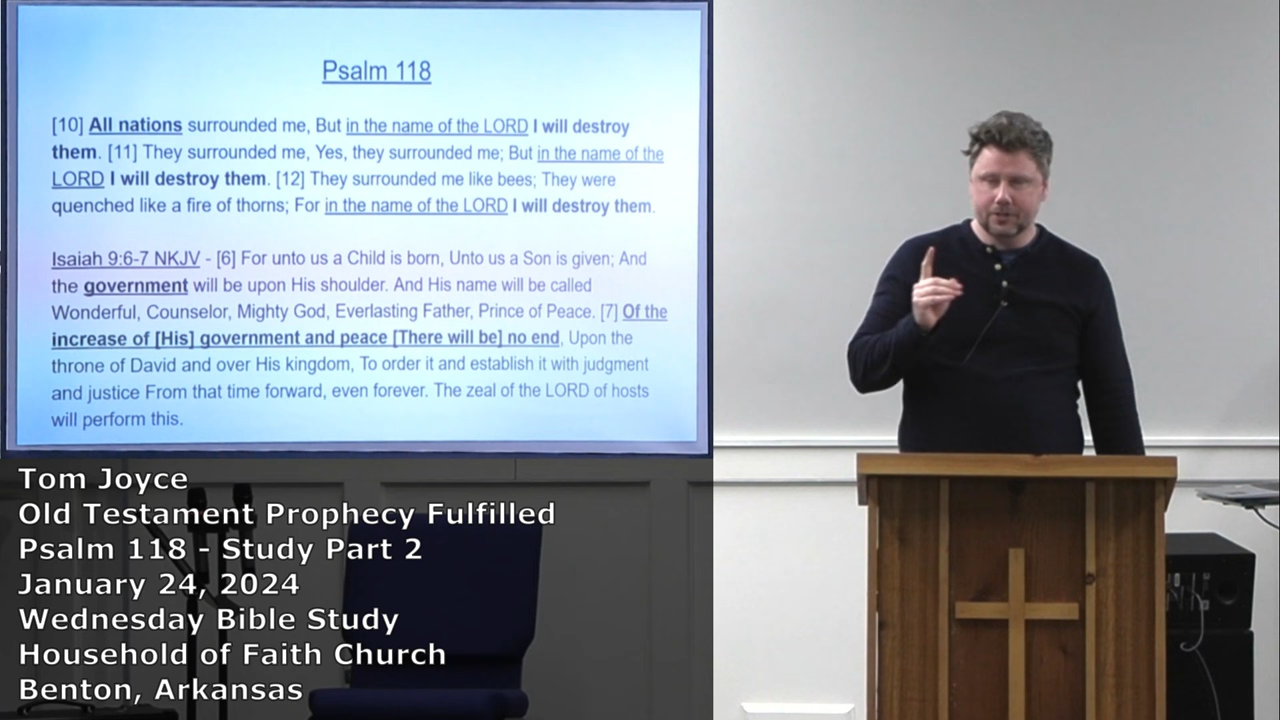 Psalm 118
[10] All nations surrounded me, But in the name of the LORD I will destroy
them. [11] They surrounded me, Yes, they surrounded me; But in the name of the
LORD I will destroy them. [12] They surrounded me like bees; They were
quenched like a fire of thorns; For in the name of the LORD I will destroy them.
Isaiah 9:6-7 NKJV - [6] For unto us a Child is born, Unto us a Son is given; And
the government will be upon His shoulder. And His name will be called
Wonderful, Counselor, Mighty God, Everlasting Father, Prince of Peace. [7] Of the
increase of [His] government and peace [There will be] no end, Upon the
throne of David and over His kingdom, To order it and establish it with judgment
and justice From that time forward, even forever. The zeal of the LORD of hosts
will perform this.
Tom Joyce
Old Testament Prophecy Fulfilled
Psalm 118 - Study Part 2
January 24, 2024
Wednesday Bible Study
Household of Faith Church
Benton, Arkansas